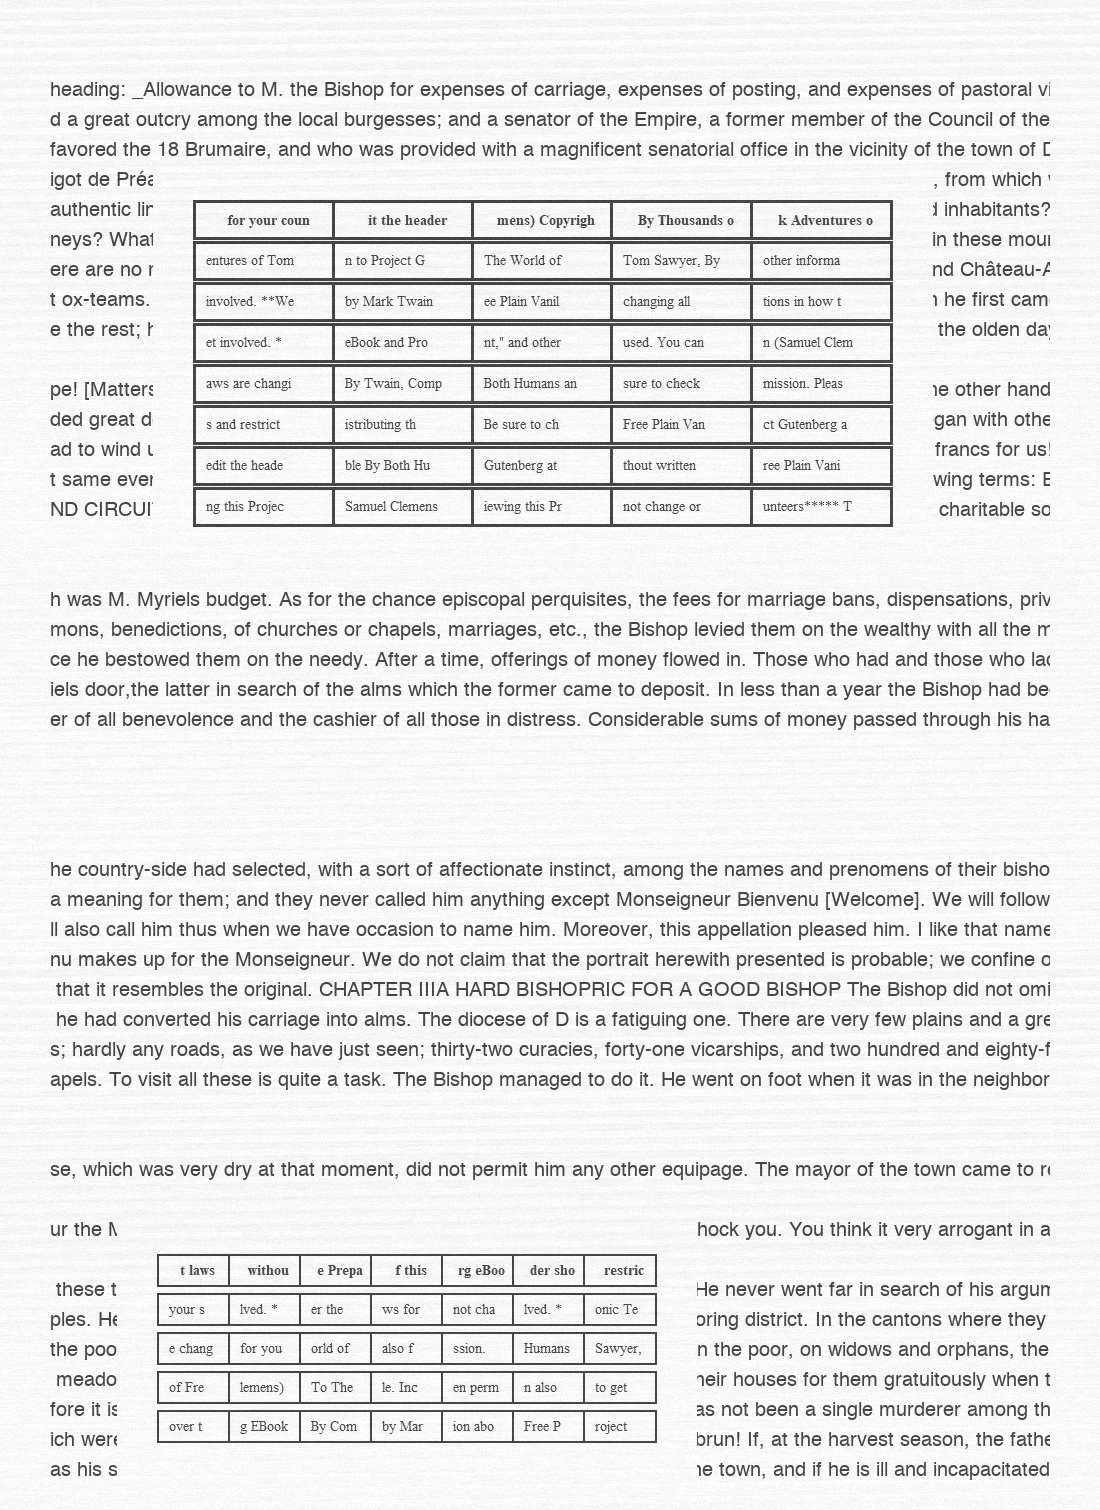 heading: _Allowance to M. the Bishop for expenses of carriage, expenses of posting, and expenses of pastoral vi
d a great outcry among the local burgesses; and a senator of the Empire, a former member of the Council of the
favored the 18 Brumaire, and who was provided with a magnificent senatorial office in the vicinity of the town of D
igot de Préa , from which
authentic lin d inhabitants?
neys? What in these mour
ere are no nd Château-A
t ox-teams. he first came
e the rest; the olden day
pe! [Matters he other hand
ded great d gan with othe
ad to wind u francs for us!
t same ever wing terms: E
ND CIRCUI charitable so
for your coun it the header mens) Copyrigh By Thousands o k Adventures o
entures of Tom n to Project G The World of Tom Sawyer, By other informa
involved. **We by Mark Twain ee Plain Vanil changing all tions in how t
et involved. * eBook and Pro nt," and other used. You can n (Samuel Clem
aws are changi By Twain, Comp Both Humans an sure to check mission. Pleas
s and restrict istributing th Be sure to ch Free Plain Van ct Gutenberg a
edit the heade ble By Both Hu Gutenberg at thout written ree Plain Vani
ng this Projec Samuel Clemens iewing this Pr not change or unteers***** T
h was M. Myriels budget. As for the chance episcopal perquisites, the fees for marriage bans, dispensations, priv
mons, benedictions, of churches or chapels, marriages, etc., the Bishop levied them on the wealthy with all the m
ce he bestowed them on the needy. After a time, offerings of money flowed in. Those who had and those who lac
iels door,the latter in search of the alms which the former came to deposit. In less than a year the Bishop had be
er of all benevolence and the cashier of all those in distress. Considerable sums of money passed through his ha
he country-side had selected, with a sort of affectionate instinct, among the names and prenomens of their bisho
a meaning for them; and they never called him anything except Monseigneur Bienvenu [Welcome]. We will follow
ll also call him thus when we have occasion to name him. Moreover, this appellation pleased him. I like that name
nu makes up for the Monseigneur. We do not claim that the portrait herewith presented is probable; we confine o
that it resembles the original. CHAPTER IIIA HARD BISHOPRIC FOR A GOOD BISHOP The Bishop did not omi
he had converted his carriage into alms. The diocese of D is a fatiguing one. There are very few plains and a gre
s; hardly any roads, as we have just seen; thirty-two curacies, forty-one vicarships, and two hundred and eighty-f
apels. To visit all these is quite a task. The Bishop managed to do it. He went on foot when it was in the neighbor
se, which was very dry at that moment, did not permit him any other equipage. The mayor of the town came to re
ur the M hock you. You think it very arrogant in a
these t He never went far in search of his argum
ples. He oring district. In the cantons where they
the poo n the poor, on widows and orphans, the
meado heir houses for them gratuitously when t
fore it is as not been a single murderer among th
ich were brun! If, at the harvest season, the fathe
as his s he town, and if he is ill and incapacitated
t laws withou e Prepa f this rg eBoo der sho restric
your s lved. * er the ws for not cha lved. * onic Te
e chang for you orld of also f ssion. Humans Sawyer,
of Fre lemens) To The le. Inc en perm n also to get
over t g EBook By Com by Mar ion abo Free P roject